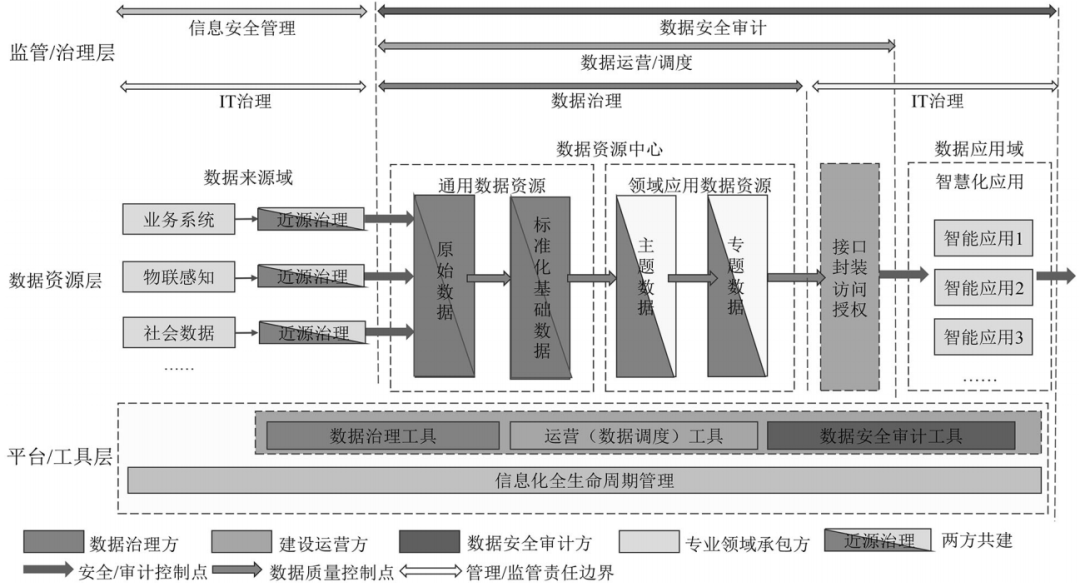 信息安全管理
数据安全审计
监管/治理层
数据运营/调度
IT治理
数据治理
IT治理
数据资源中心
数据应用域
数据来源域
通用数据资源
领域应用数据资源
智慧化应用
业务系统
近源治理
物联感知
近源治理
社会数据
近源治理
……
数据资源层
原始数据
标准化基础数据
主题数据
专题数据
接口
封装
访问
授权
智能应用1
智能应用2
智能应用3
……
平台/工具层
数据治理工具
运营（数据调度）工具
数据安全审计工具
信息化全生命周期管理
数据治理方
建设运营方
数据安全审计方
专业领域承包方
近源治理
两方共建
安全/审计控制点
数据质量控制点
管理/监管责任边界